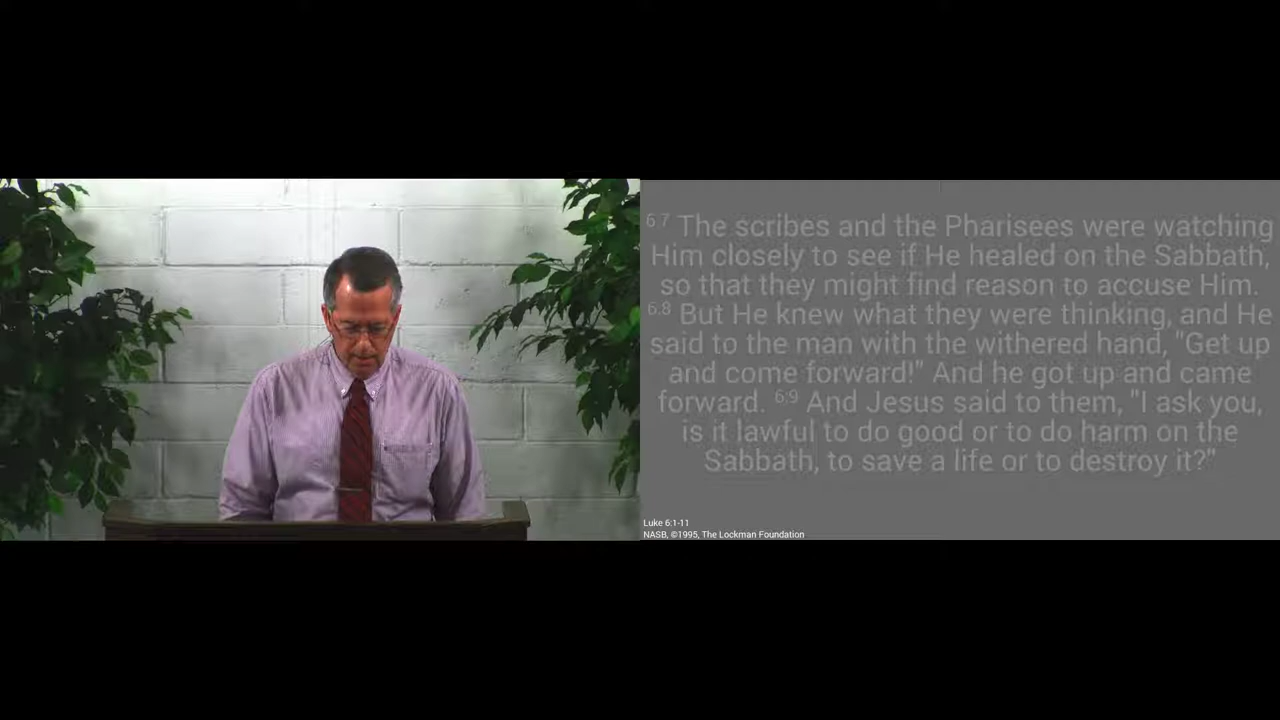 6:7 The scribes and the Pharisees were watching
Him closely to see if He healed on the Sabbath,
so that they might find reason to accuse Him.
6:8 But He knew what they were thinking, and He
said to the man with the withered hand, "Get up
and come forward!" And he got up and came
forward. 6:9 And Jesus said to them, "I ask you,
is it lawful to do good or to do harm on the
Sabbath, to save a life or to destroy it?"
Luke 6:1-11
NASB, ©1995, The Lockman Foundation